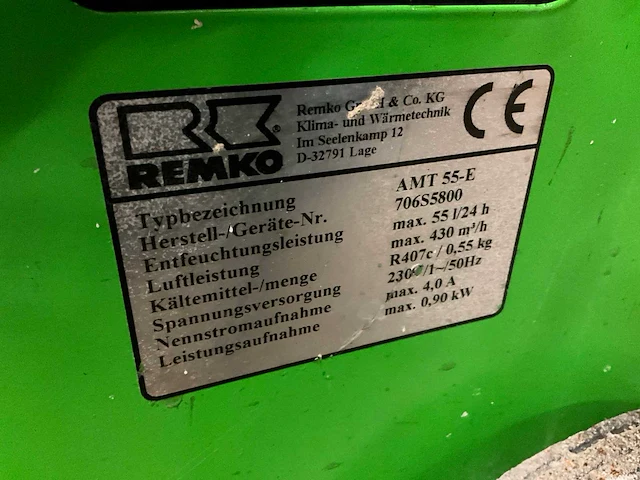 Remko & Co. KG
Klima- und Wärmetechnik
Im Seelenkamp 12
D-32791 Lage
CE
REMKO
Typbezeichnung AMT 55-E
Herstell-/Geräte-Nr. 706S5800
Entfeuchtungsleistung max. 55 l/24 h
Luftleistung max. 430 m³/h
Kältemittel-/menge R407c / 0,55 kg
Spannungsversorgung /1~/50Hz
Nennstromaufnahme max. 4,0 A
Leistungsaufnahme max. 0,90 kW